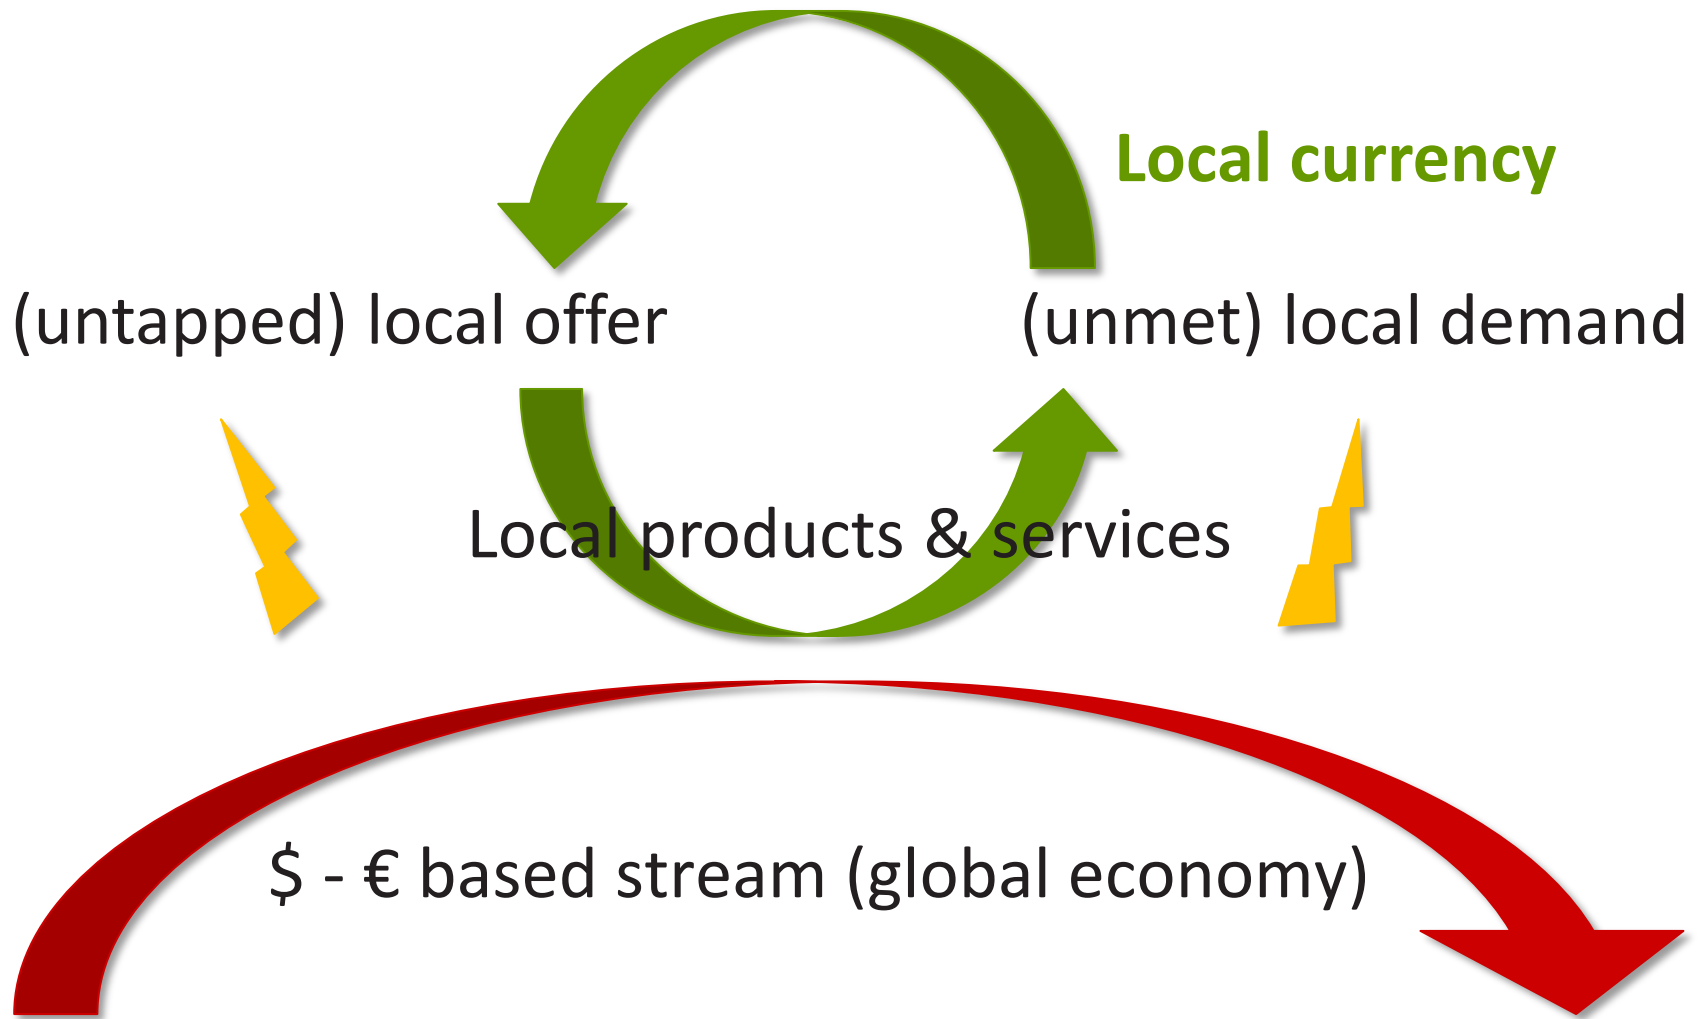 Local currency
(untapped) local offer
(unmet) local demand
Local products & services
$ - € based stream (global economy)